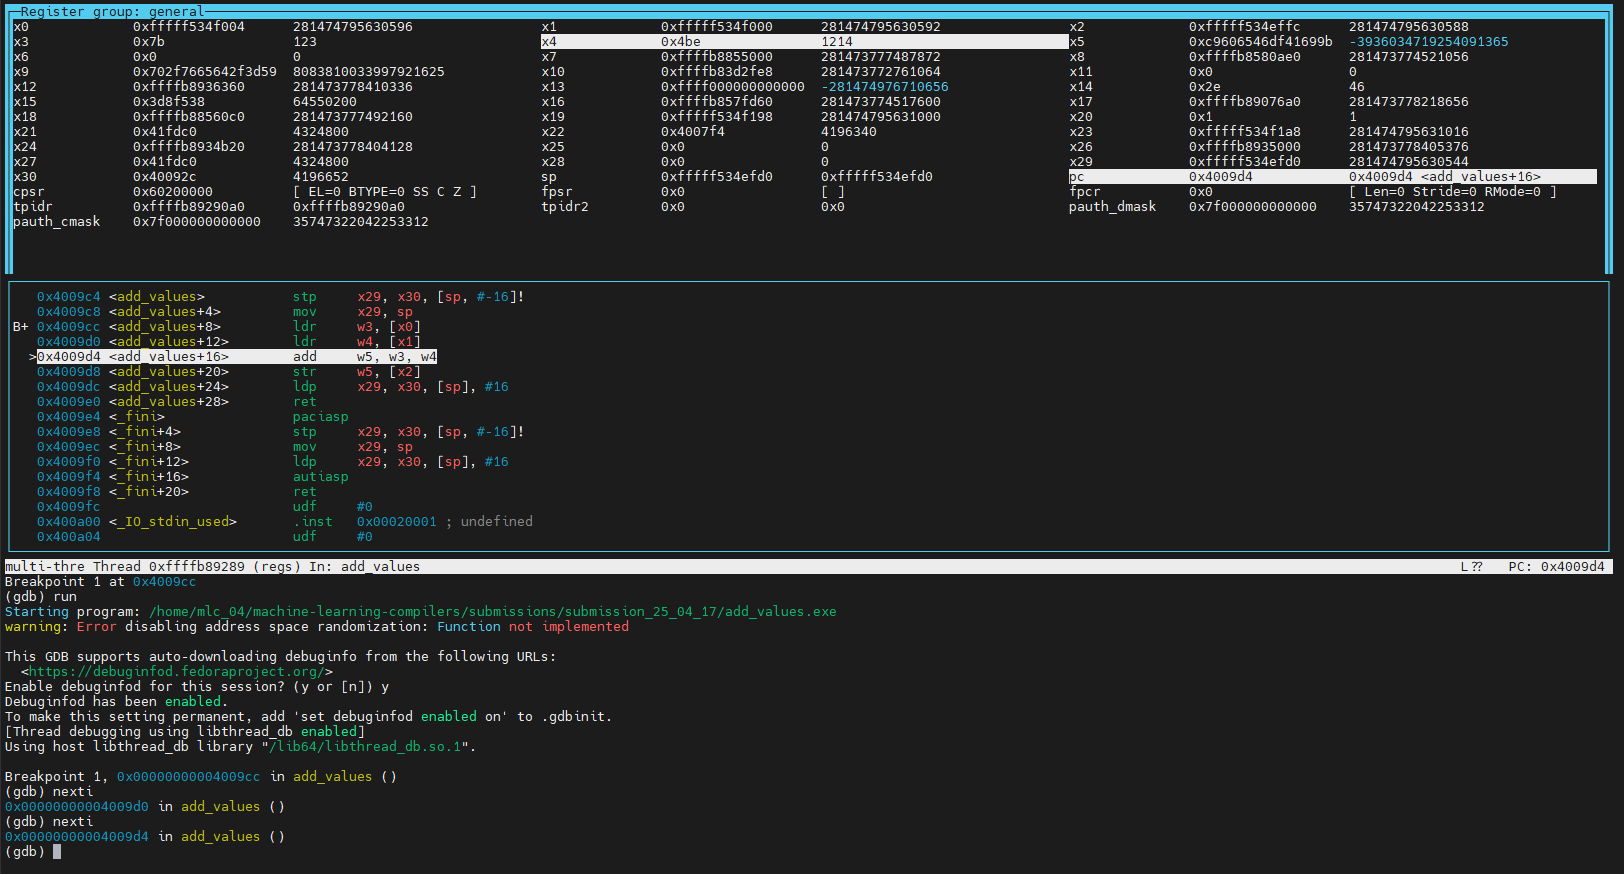 Register group: general
x0 0xfffff534f004 281474795630596 x1 0xfffff534f000 281474795630592 x2 0xfffff534effc 281474795630588
x3 0x7b 123 x4 0x4be 1214 x5 0xc9606546df41699b -3936034719254091365
x6 0x0 0 x7 0xffffb8855000 281473777487872 x8 0xffffb8580ae0 281473774521056
x9 0x702f7665642f3d59 8083810033997921625 x10 0xffffb83d2fe8 281473772761064 x11 0x0 0
x12 0xffffb8936360 281473778410336 x13 0xffff000000000000 -281474976710656 x14 0x2e 46
x15 0x3d8f538 64550200 x16 0xffffb857fd60 281473774517600 x17 0xffffb89076a0 281473778218656
x18 0xffffb88560c0 281473777492160 x19 0xfffff534f198 281474795631000 x20 0x1 1
x21 0x41fdc0 4324800 x22 0x4007f4 4196340 x23 0xfffff534f1a8 281474795631016
x24 0xffffb8934b20 281473778404128 x25 0x0 0 x26 0xffffb8935000 281473778405376
x27 0x41fdc0 4324800 x28 0x0 0 x29 0xfffff534efd0 281474795630544
x30 0x40092c 4196652 sp 0xfffff534efd0 0xfffff534efd0 pc 0x4009d4 0x4009d4 <add_values+16>
cpsr 0x60200000 [ EL=0 BTYPE=0 SS C Z ] fpsr 0x0 [ ] fpcr 0x0 [ Len=0 Stride=0 RMode=0 ]
tpidr 0xffffb89290a0 0xffffb89290a0 tpidr2 0x0 0x0 pauth_dmask 0x7f000000000000 35747322042253312
pauth_cmask 0x7f000000000000 35747322042253312
0x4009c4 <add_values> stp x29, x30, [sp, #-16]!
0x4009c8 <add_values+4> mov x29, sp
B+ 0x4009cc <add_values+8> ldr w3, [x0]
0x4009d0 <add_values+12> ldr w4, [x1]
>0x4009d4 <add_values+16> add w5, w3, w4
0x4009d8 <add_values+20> str w5, [x2]
0x4009dc <add_values+24> ldp x29, x30, [sp], #16
0x4009e0 <add_values+28> ret
0x4009e4 <_fini> paciasp
0x4009e8 <_fini+4> stp x29, x30, [sp, #-16]!
0x4009ec <_fini+8> mov x29, sp
0x4009f0 <_fini+12> ldp x29, x30, [sp], #16
0x4009f4 <_fini+16> autiasp
0x4009f8 <_fini+20> ret
0x4009fc udf #0
0x400a00 <_IO_stdin_used> .inst 0x00020001 ; undefined
0x400a04 udf #0
multi-thre Thread 0xffffb89289 (regs) In: add_values L?? PC: 0x4009d4
Breakpoint 1 at 0x4009cc
(gdb) run
Starting program: /home/mlc_04/machine-learning-compilers/submissions/submission_25_04_17/add_values.exe
warning: Error disabling address space randomization: Function not implemented
This GDB supports auto-downloading debuginfo from the following URLs:
<https://debuginfod.fedoraproject.org/>
Enable debuginfod for this session? (y or [n]) y
Debuginfod has been enabled.
To make this setting permanent, add 'set debuginfod enabled on' to .gdbinit.
[Thread debugging using libthread_db enabled]
Using host libthread_db library "/lib64/libthread_db.so.1".
Breakpoint 1, 0x00000000004009cc in add_values ()
(gdb) nexti
0x00000000004009d0 in add_values ()
(gdb) nexti
0x00000000004009d4 in add_values ()
(gdb)